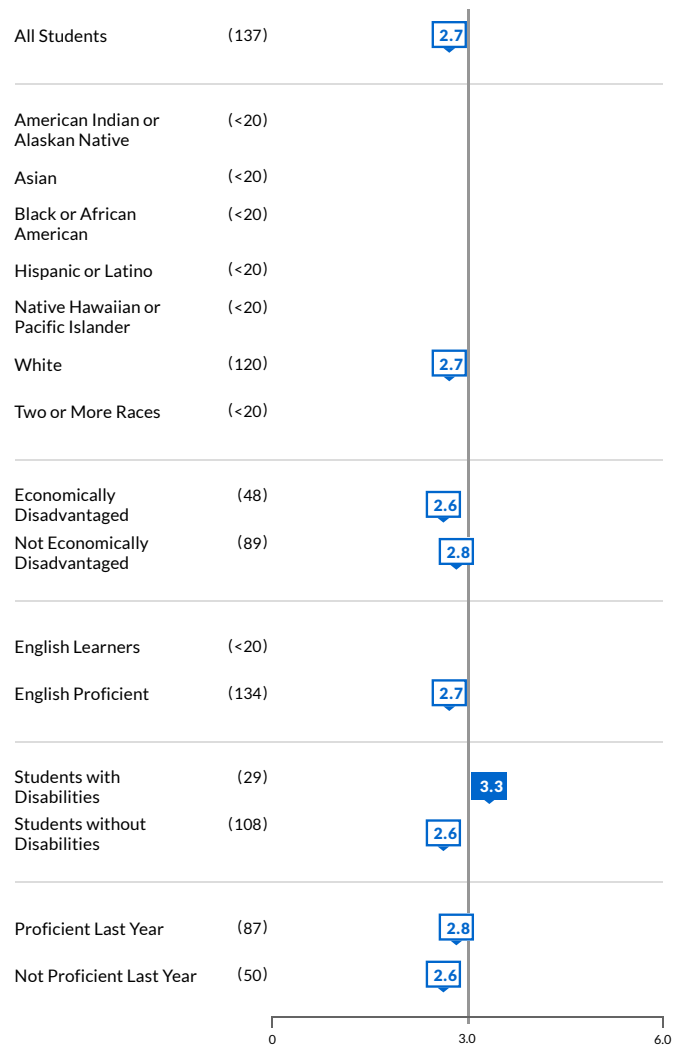 All Students (137) 2.7
American Indian or (<20)
Alaskan Native
Asian (<20)
Black or African (<20)
American
Hispanic or Latino (<20)
Native Hawaiian or (<20)
Pacific Islander
White (120) 2.7
Two or More Races (<20)
Economically (48) 2.6
Disadvantaged
Not Economically (89) 2.8
Disadvantaged
English Learners (<20)
English Proficient (134) 2.7
Students with (29) 3.3
Disabilities
Students without (108) 2.6
Disabilities
Proficient Last Year (87) 2.8
Not Proficient Last Year (50) 2.6
0 3.0 6.0